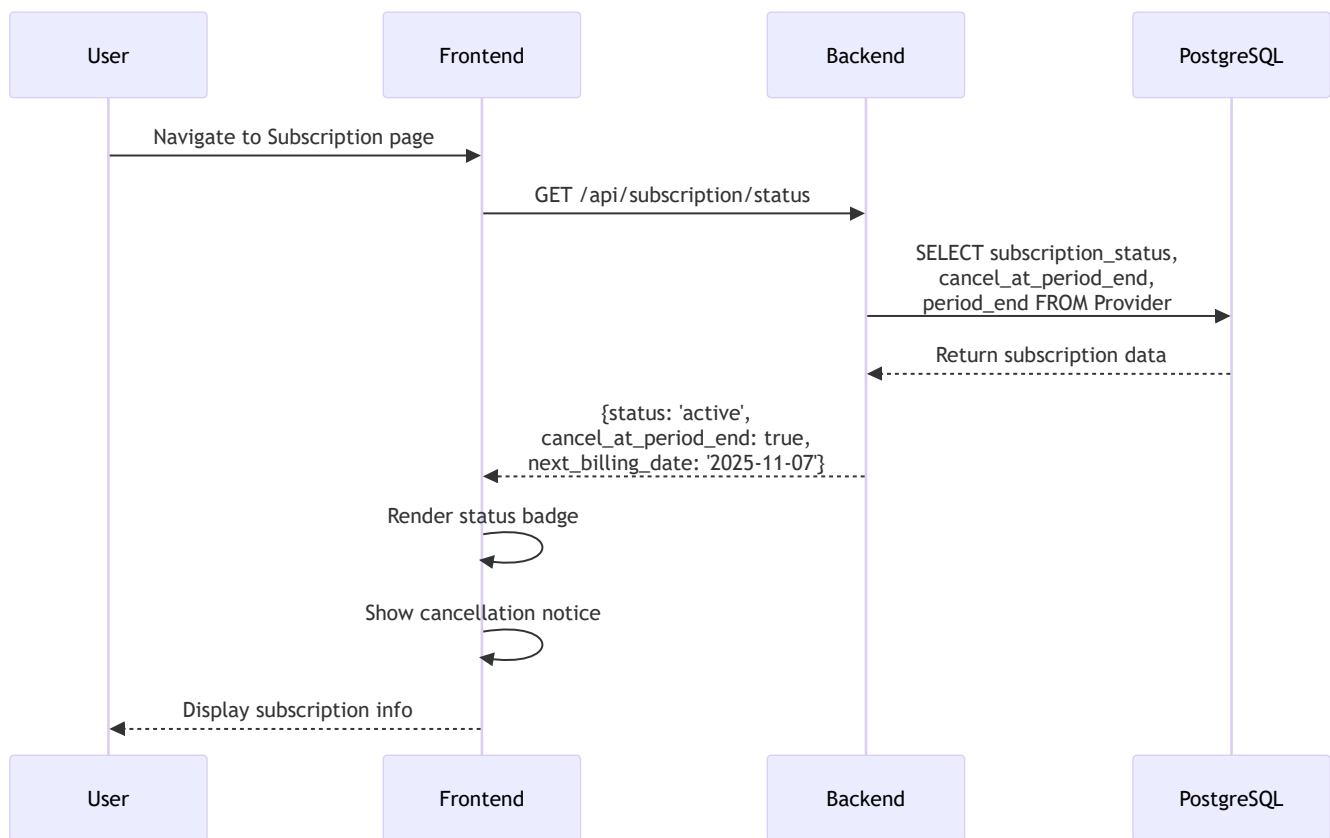 User
Frontend
Backend
PostgreSQL
Navigate to Subscription page
GET /api/subscription/status
SELECT subscription_status,
cancel_at_period_end,
period_end FROM Provider
Return subscription data
{status: 'active',
cancel_at_period_end: true,
next_billing_date: '2025-11-07'}
Render status badge
Show cancellation notice
Display subscription info
User
Frontend
Backend
PostgreSQL